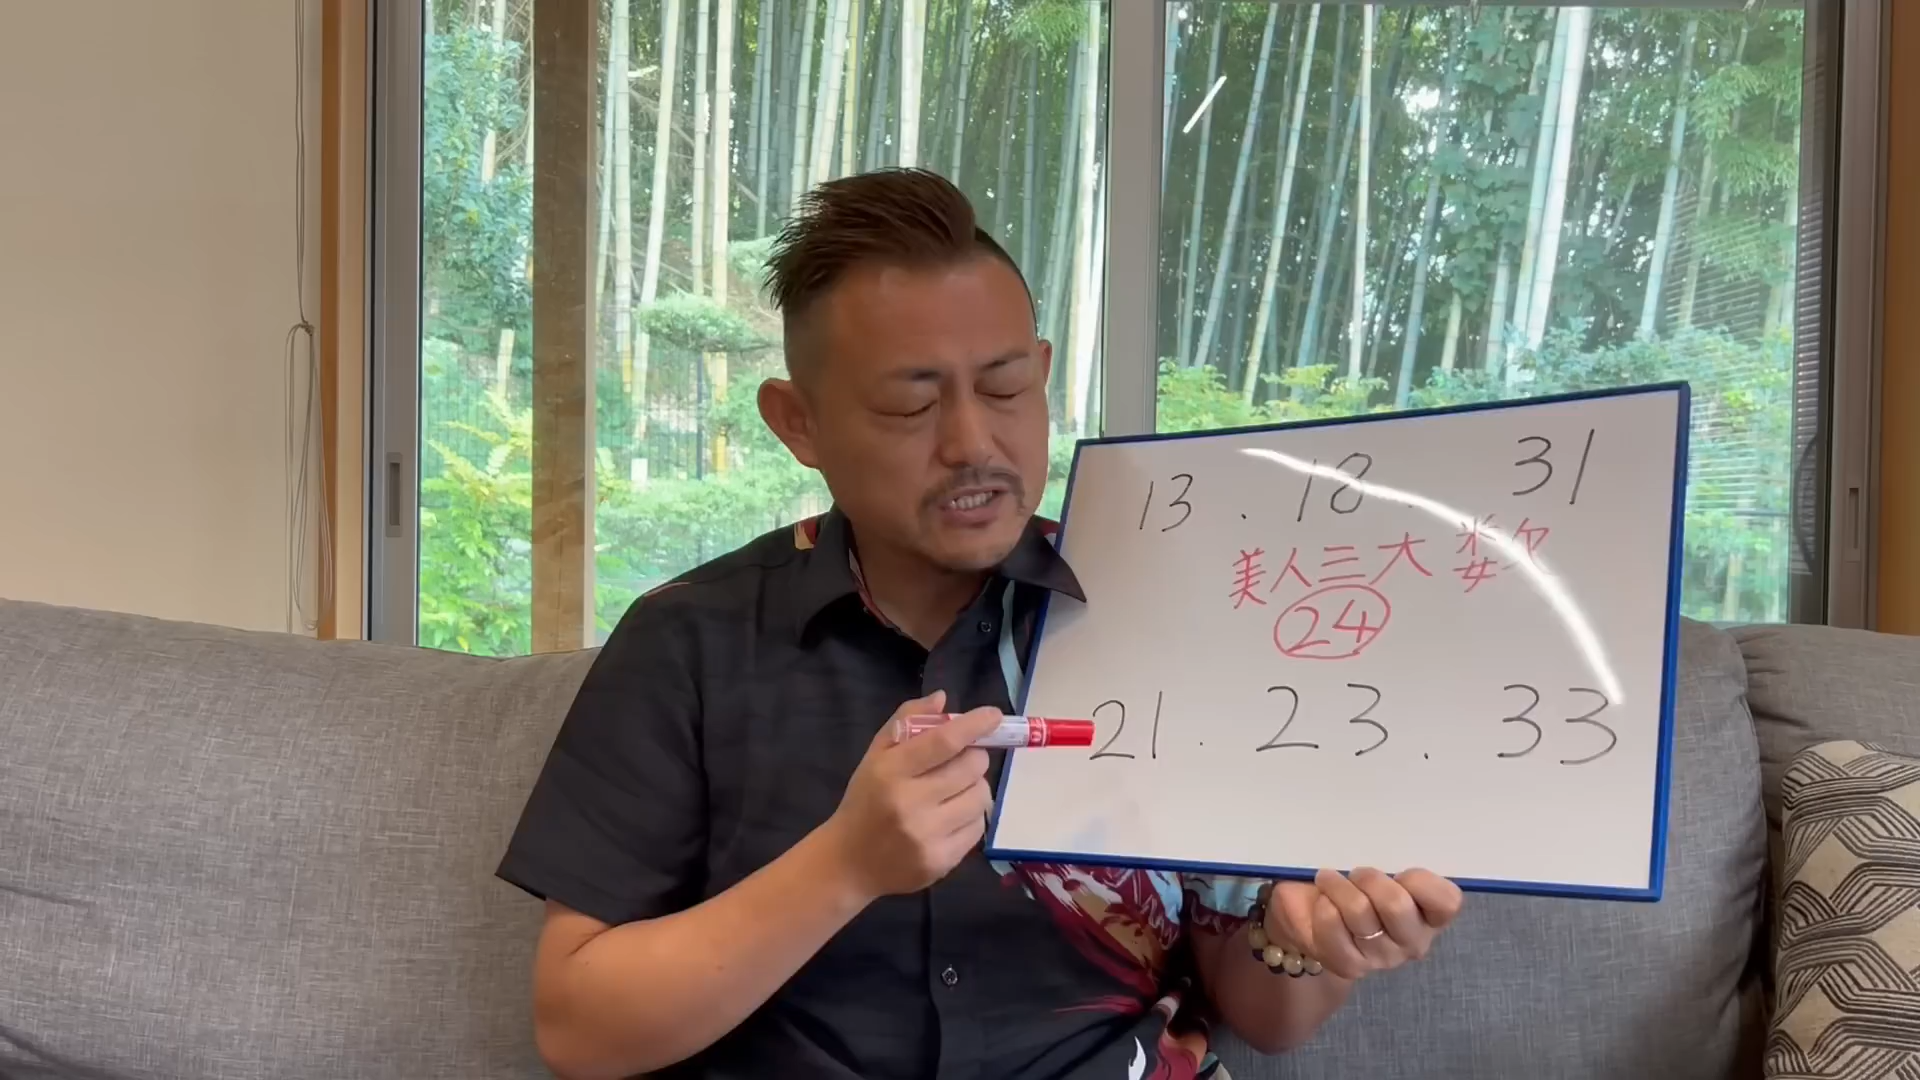 13 . 18 . 31
美人三大数
24
21 . 23 . 33